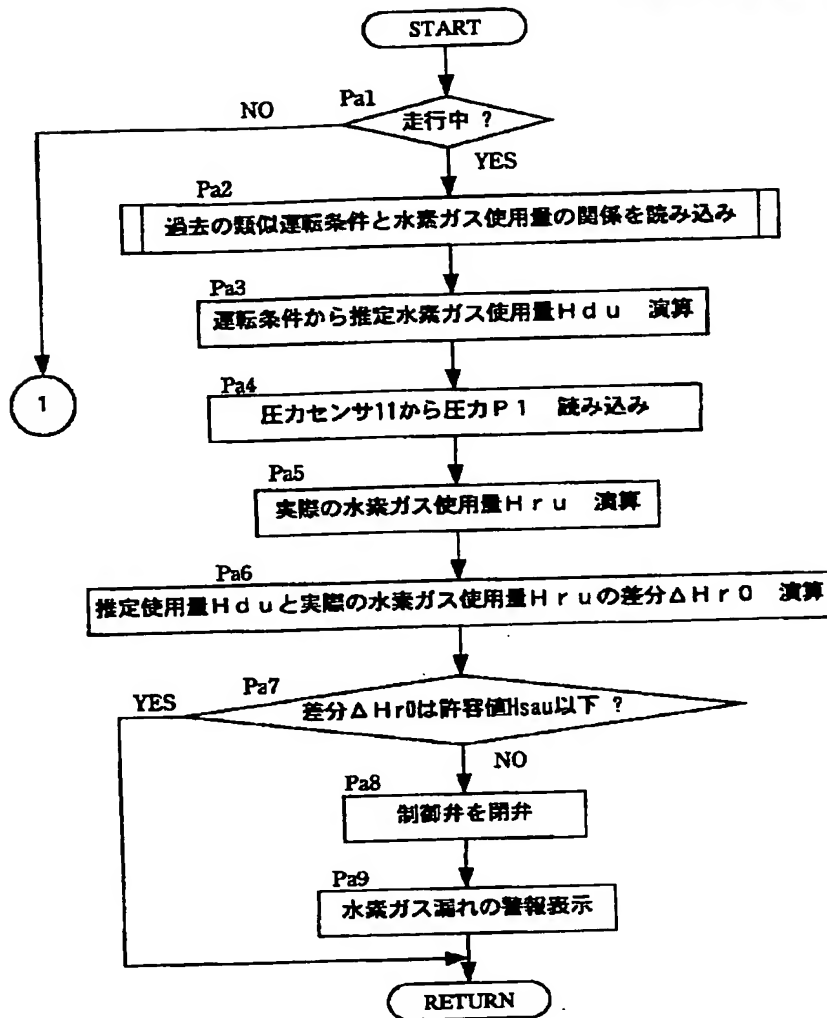 START
Pa1
NO
走行中 ?
YES
Pa2
過去の類似運転条件と水素ガス使用量の関係を読み込み
Pa3
運転条件から推定水素ガス使用量Hdu 演算
1
Pa4
圧力センサ11から圧力P1 読み込み
Pa5
実際の水素ガス使用量Hru 演算
Pa6
推定使用量Hduと実際の水素ガス使用量Hruの差分△Hr0 演算
Pa7
YES
差分△Hr0は許容値Hsau以下 ?
NO
Pa8
制御弁を閉弁
Pa9
水素ガス漏れの警報表示
RETURN